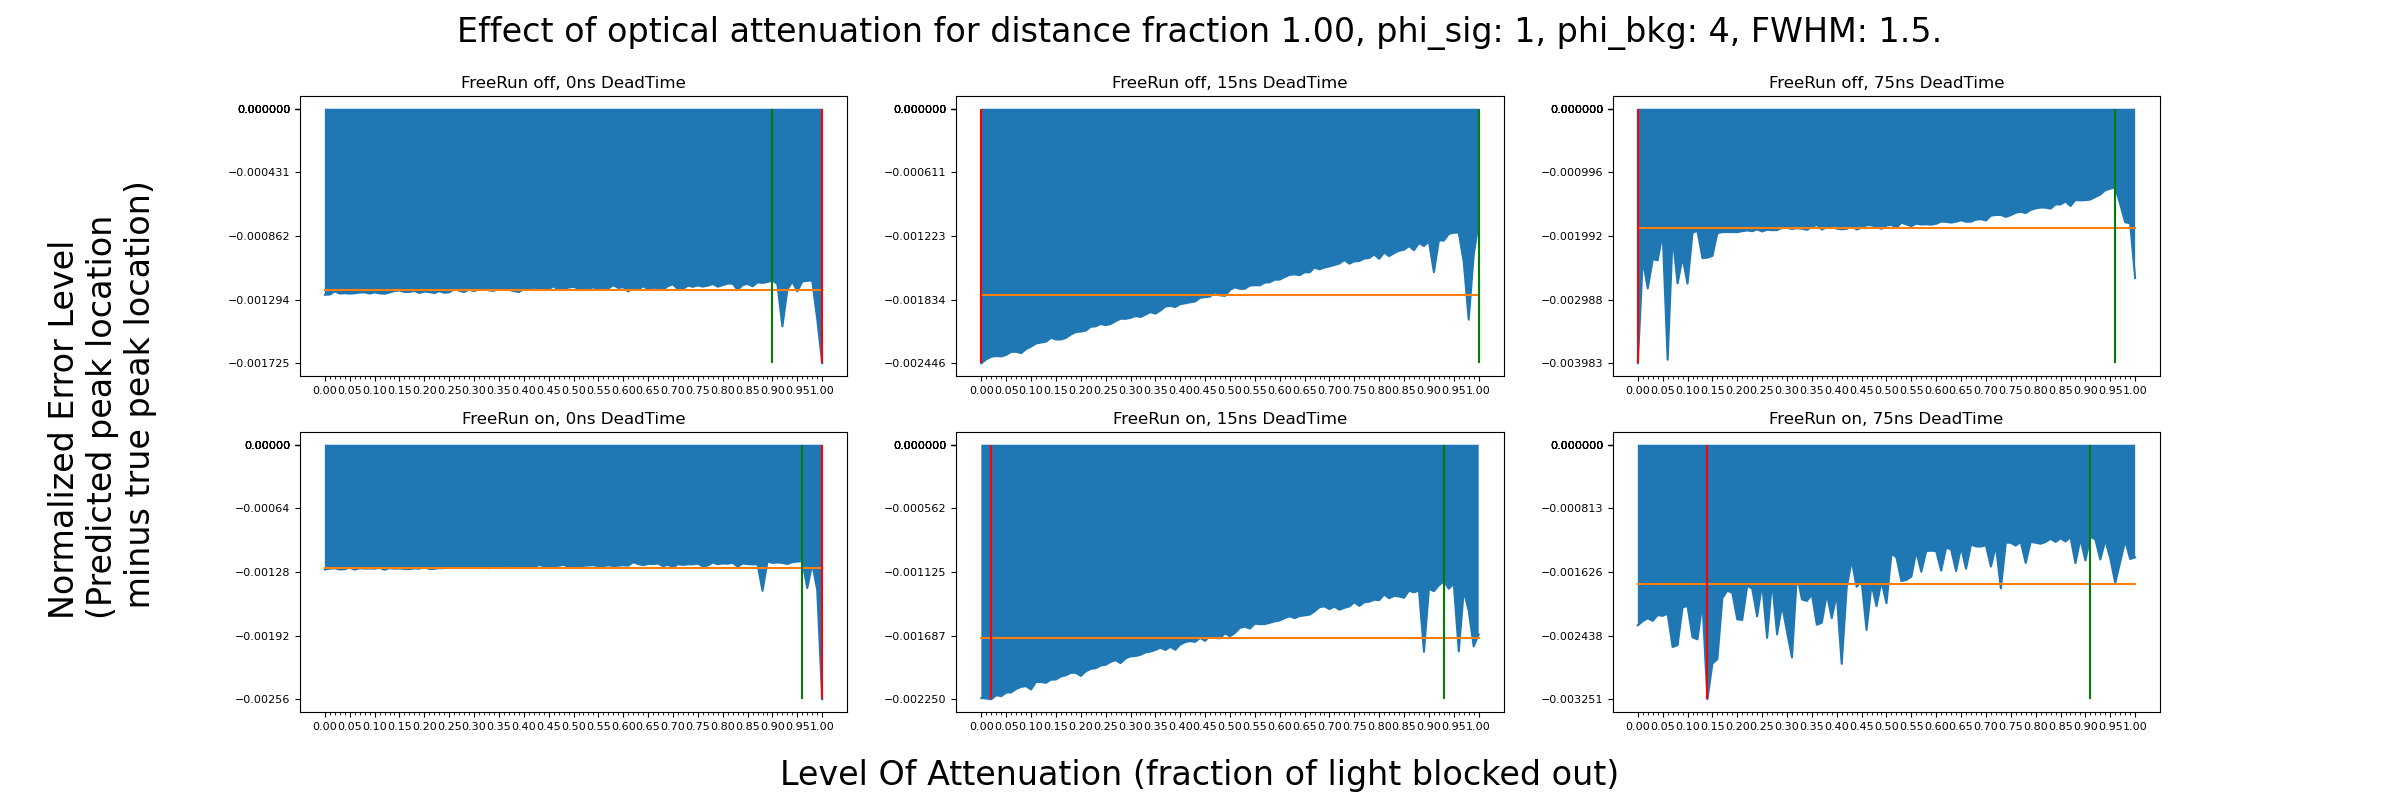 Effect of optical attenuation for distance fraction 1.00, phi_sig: 1, phi_bkg: 4, FWHM: 1.5.
Normalized Error Level
(Predicted peak location
minus true peak location)
FreeRun off, 0ns DeadTime
0.000000
−0.000431
−0.000862
−0.001294
−0.001725
0.00 0.05 0.10 0.15 0.20 0.25 0.30 0.35 0.40 0.45 0.50 0.55 0.60 0.65 0.70 0.75 0.80 0.85 0.90 0.95 1.00
FreeRun off, 15ns DeadTime
0.000000
−0.000611
−0.001223
−0.001834
−0.002446
0.00 0.05 0.10 0.15 0.20 0.25 0.30 0.35 0.40 0.45 0.50 0.55 0.60 0.65 0.70 0.75 0.80 0.85 0.90 0.95 1.00
FreeRun off, 75ns DeadTime
0.000000
−0.000996
−0.001992
−0.002988
−0.003983
0.00 0.05 0.10 0.15 0.20 0.25 0.30 0.35 0.40 0.45 0.50 0.55 0.60 0.65 0.70 0.75 0.80 0.85 0.90 0.95 1.00
FreeRun on, 0ns DeadTime
0.00000
−0.00064
−0.00128
−0.00192
−0.00256
0.00 0.05 0.10 0.15 0.20 0.25 0.30 0.35 0.40 0.45 0.50 0.55 0.60 0.65 0.70 0.75 0.80 0.85 0.90 0.95 1.00
FreeRun on, 15ns DeadTime
0.000000
−0.000562
−0.001125
−0.001687
−0.002250
0.00 0.05 0.10 0.15 0.20 0.25 0.30 0.35 0.40 0.45 0.50 0.55 0.60 0.65 0.70 0.75 0.80 0.85 0.90 0.95 1.00
FreeRun on, 75ns DeadTime
0.000000
−0.000813
−0.001626
−0.002438
−0.003251
0.00 0.05 0.10 0.15 0.20 0.25 0.30 0.35 0.40 0.45 0.50 0.55 0.60 0.65 0.70 0.75 0.80 0.85 0.90 0.95 1.00
Level Of Attenuation (fraction of light blocked out)